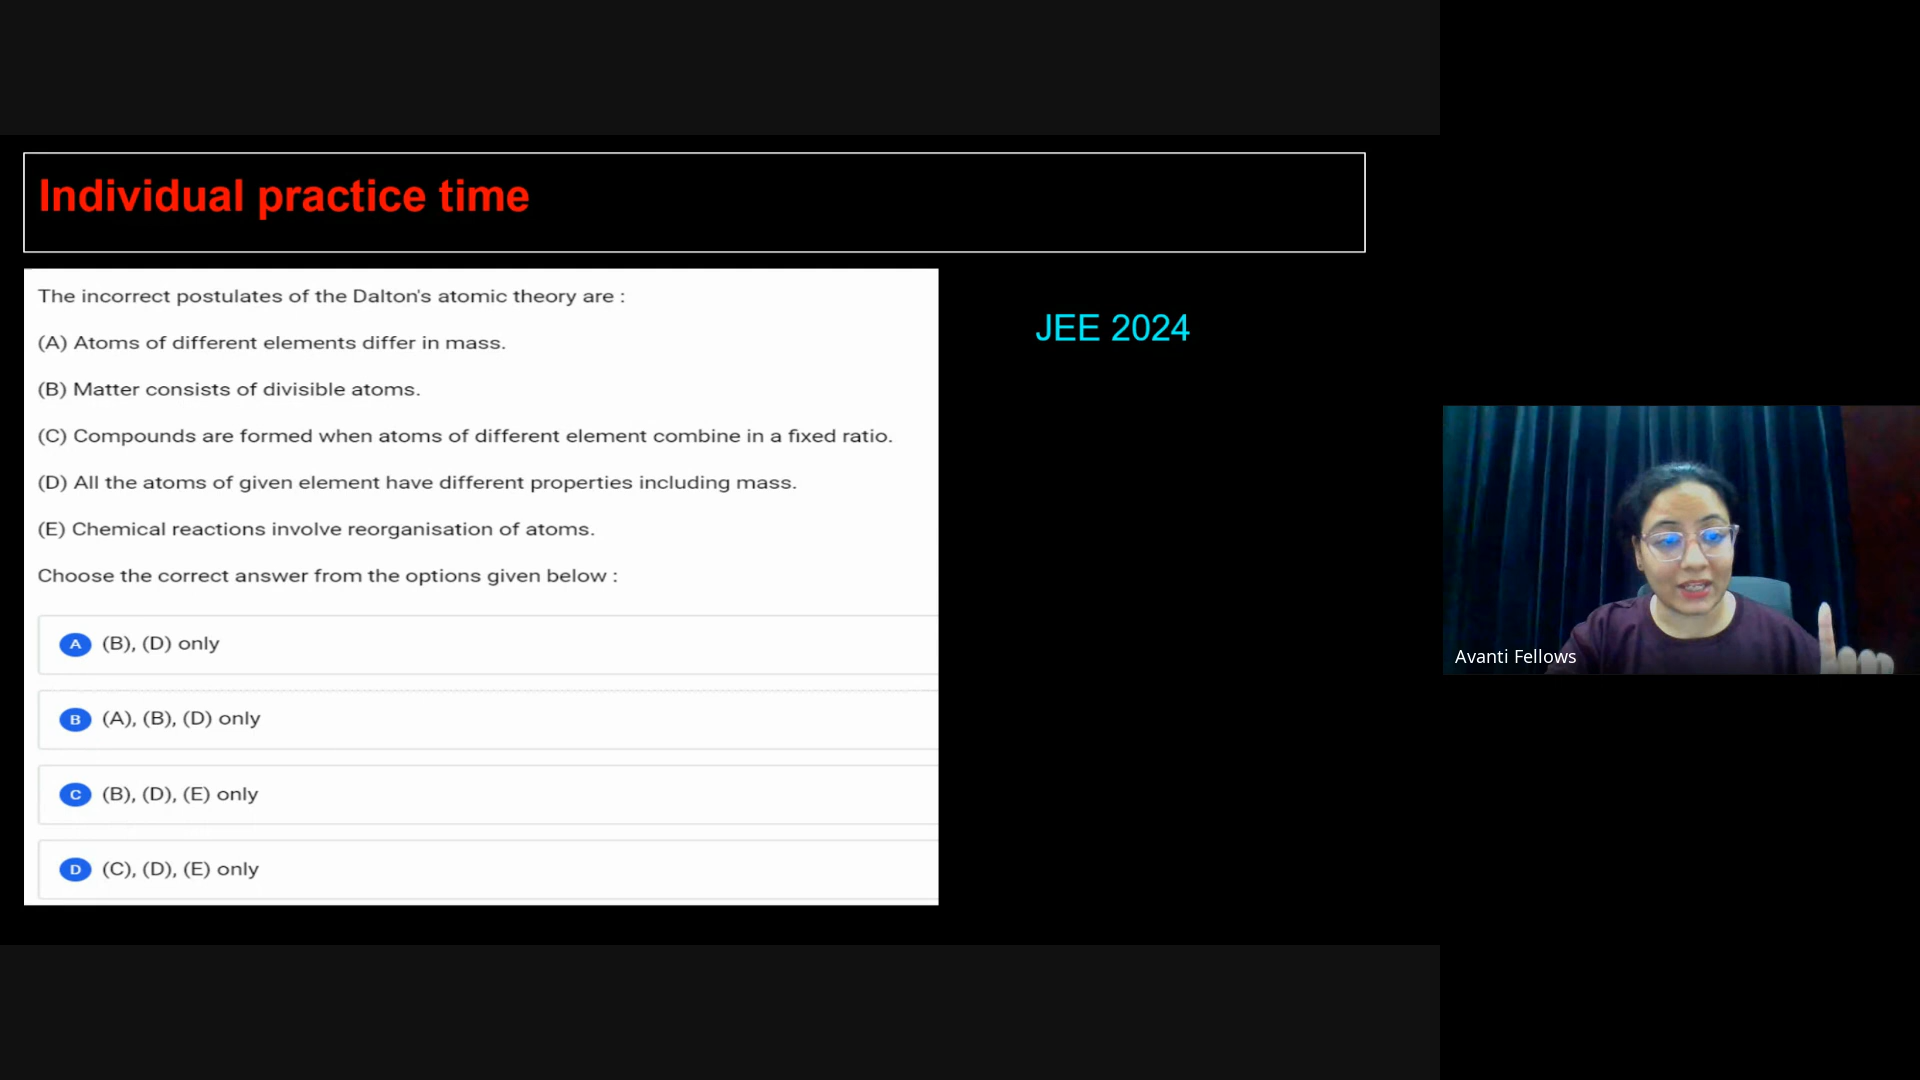 Individual practice time
The incorrect postulates of the Dalton's atomic theory are :
(A) Atoms of different elements differ in mass.
(B) Matter consists of divisible atoms.
(C) Compounds are formed when atoms of different element combine in a fixed ratio.
(D) All the atoms of given element have different properties including mass.
(E) Chemical reactions involve reorganisation of atoms.
Choose the correct answer from the options given below :
A (B), (D) only
B (A), (B), (D) only
C (B), (D), (E) only
D (C), (D), (E) only
JEE 2024
Avanti Fellows